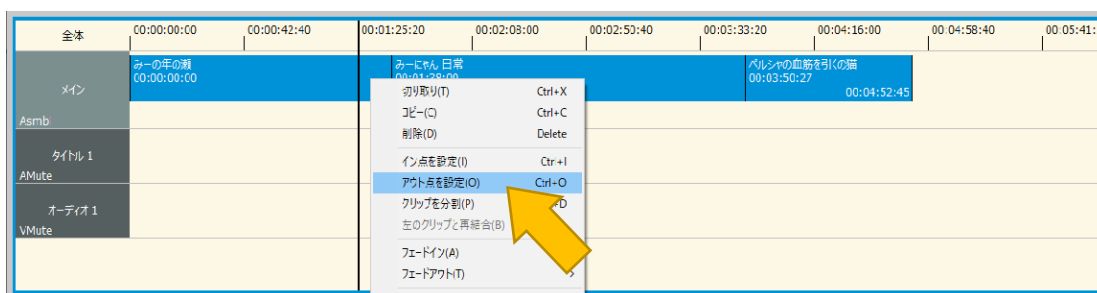 全体 00:00:00:00 00:00:42:40 00:01:25:20 00:02:08:00 00:02:50:40 00:03:33:20 00:04:16:00 00:04:58:40 00:05:41:
メイン
Asmbl
みーの年の瀬
00:00:00:00
みーにゃん 日常
00:01:38:00
ペルシャの血筋を引くの猫
00:03:50:27
00:04:52:45
タイトル 1
AMute
オーディオ 1
VMute
切り取り(T) Ctrl+X
コピー(C) Ctrl+C
削除(D) Delete
イン点を設定(I) Ctrl+I
アウト点を設定(O) Ctrl+O
クリップを分割(P) +D
左のクリップと再結合(B)
フェードイン(A)
フェードアウト(T)